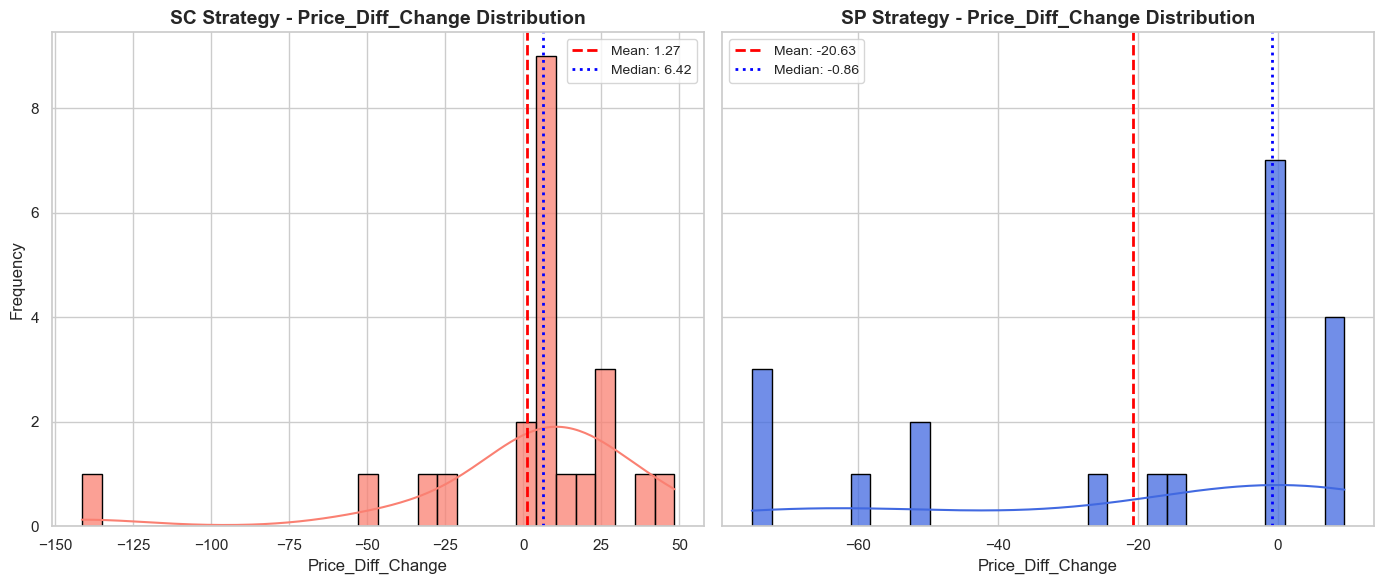 SC Strategy - Price_Diff_Change Distribution
Mean: 1.27
Median: 6.42
Frequency
8
6
4
2
0
−150
−125
−100
−75
−50
−25
0
25
50
Price_Diff_Change
SP Strategy - Price_Diff_Change Distribution
Mean: -20.63
Median: -0.86
−60
−40
−20
0
Price_Diff_Change